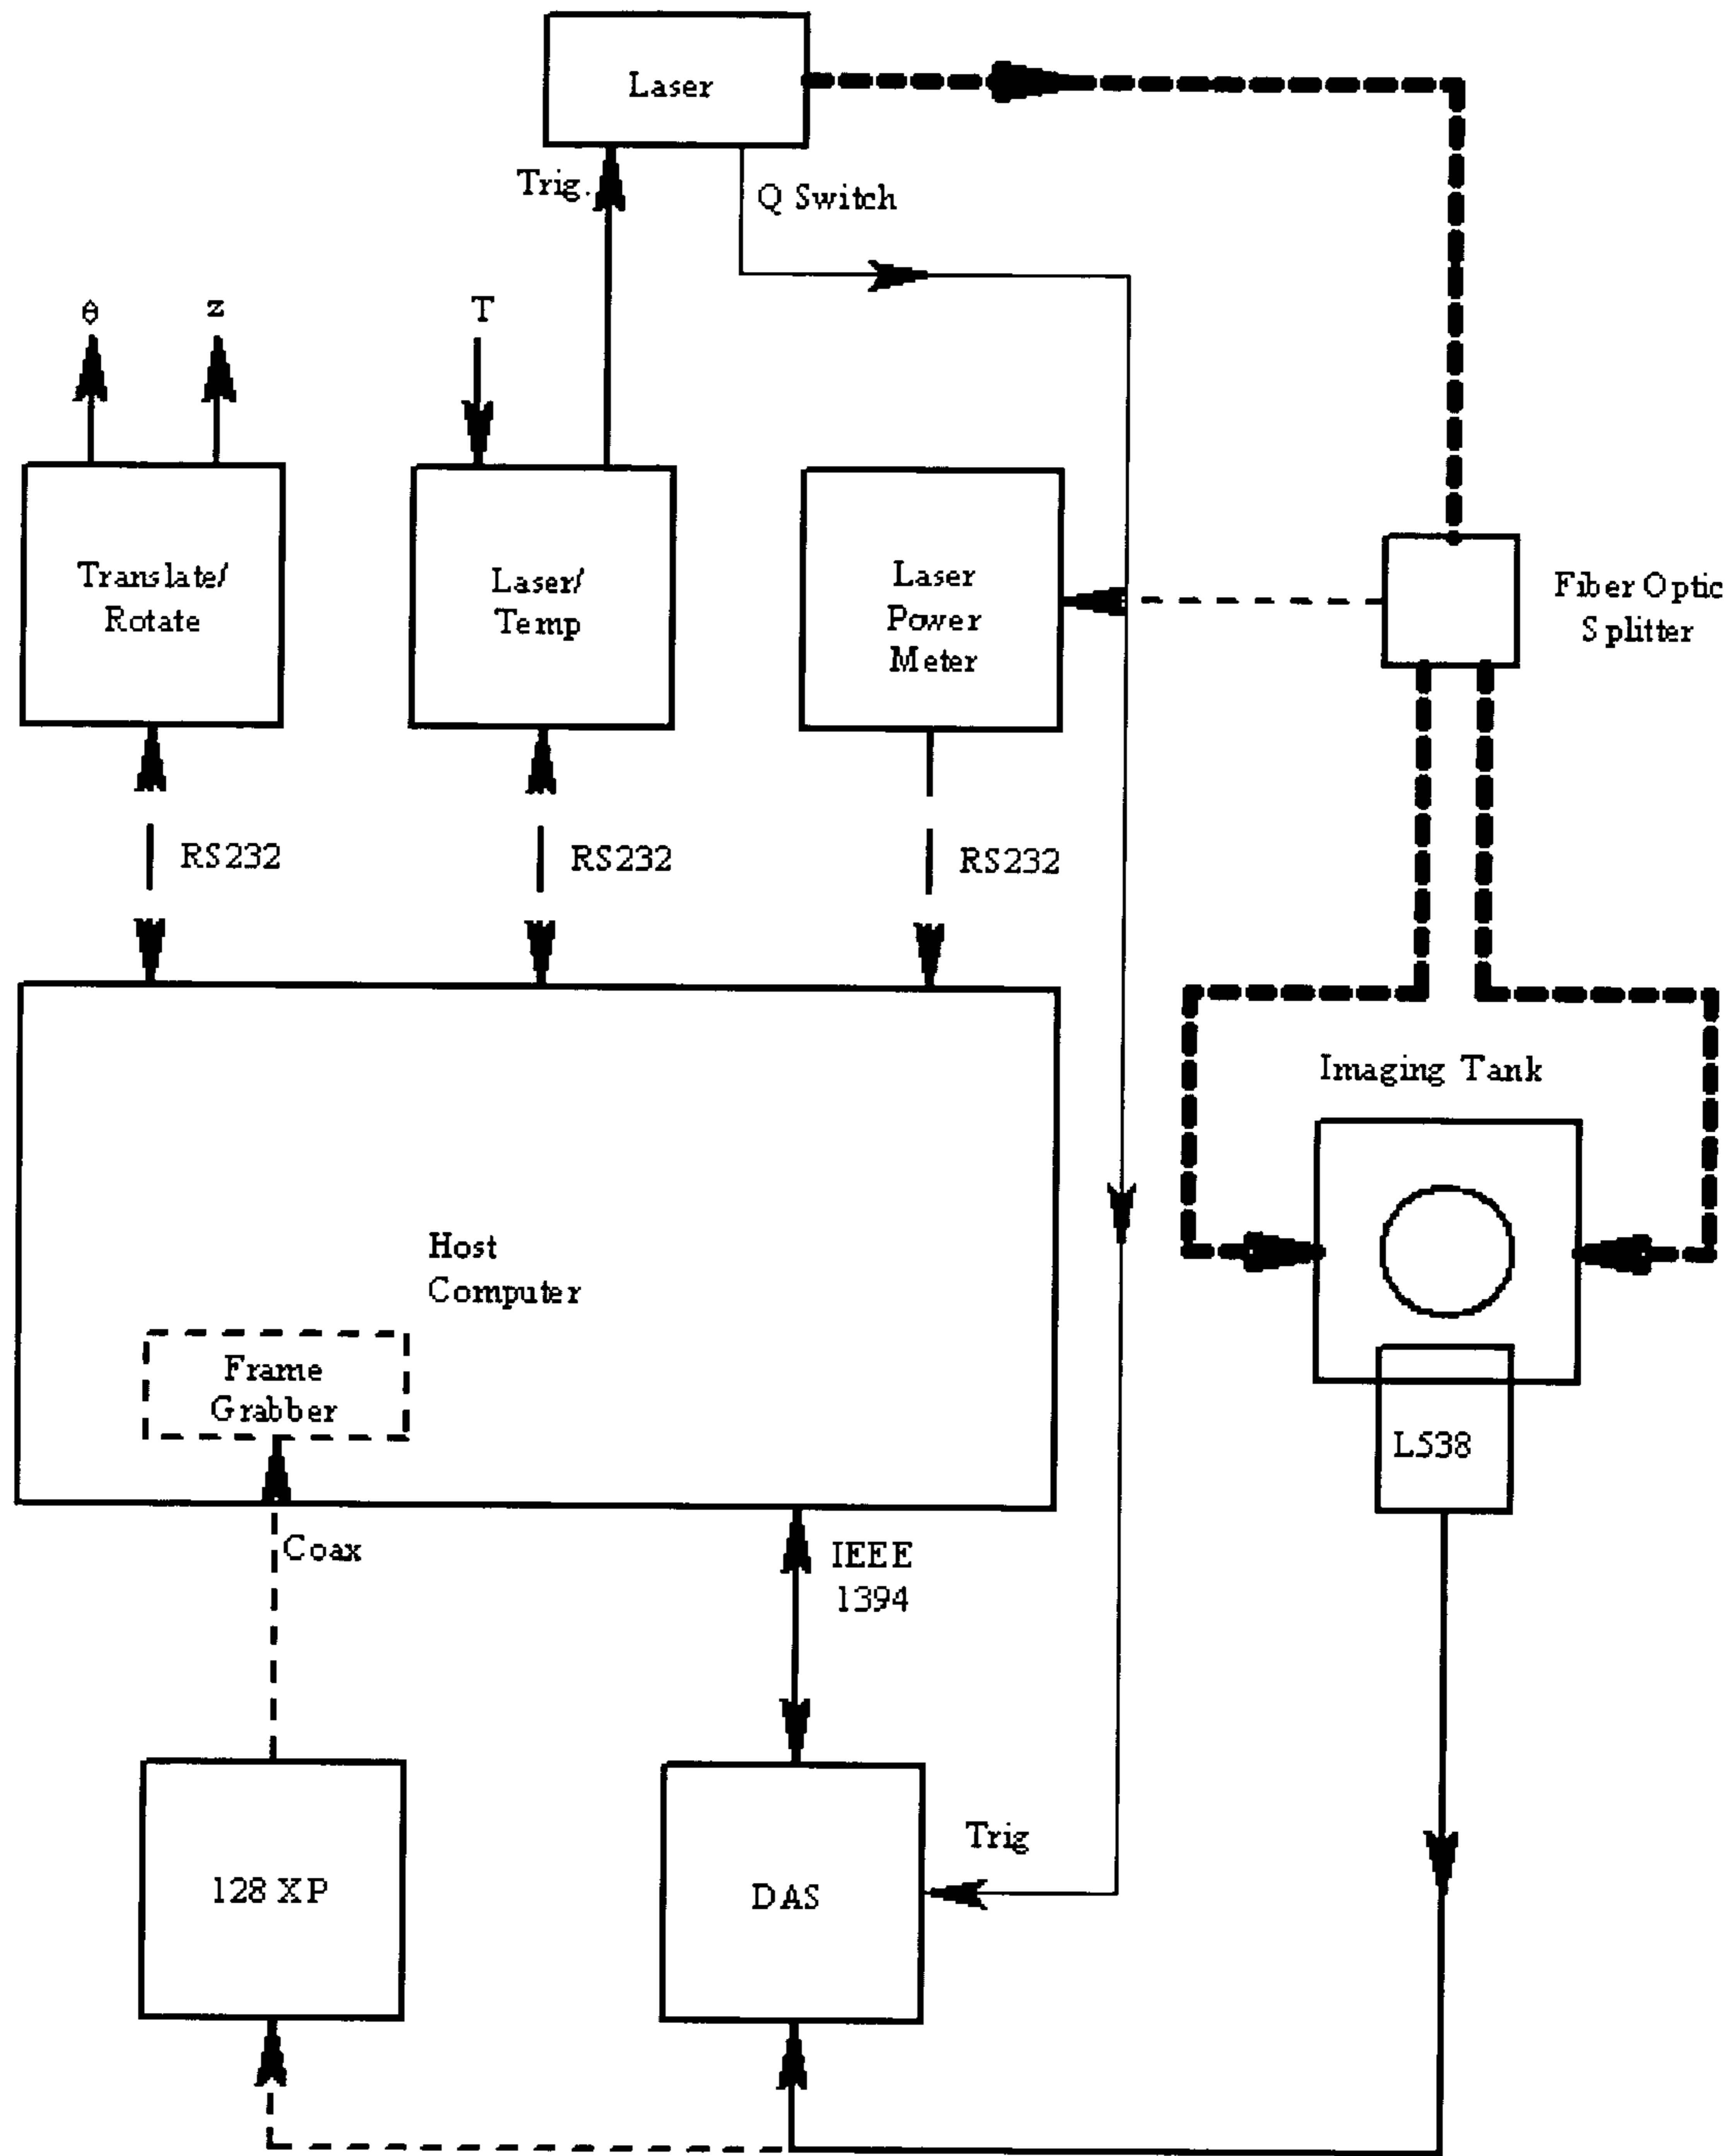 Laser
Trig.
Q Switch
θ
z
T
Translate/
Rotate
Laser/
Temp
Laser
Power
Meter
Fiber Optic
Splitter
RS232
RS232
RS232
Imaging Tank
Host
Computer
Frame
Grabber
L538
Coax
IEEE
1394
Trig
128 XP
DAS